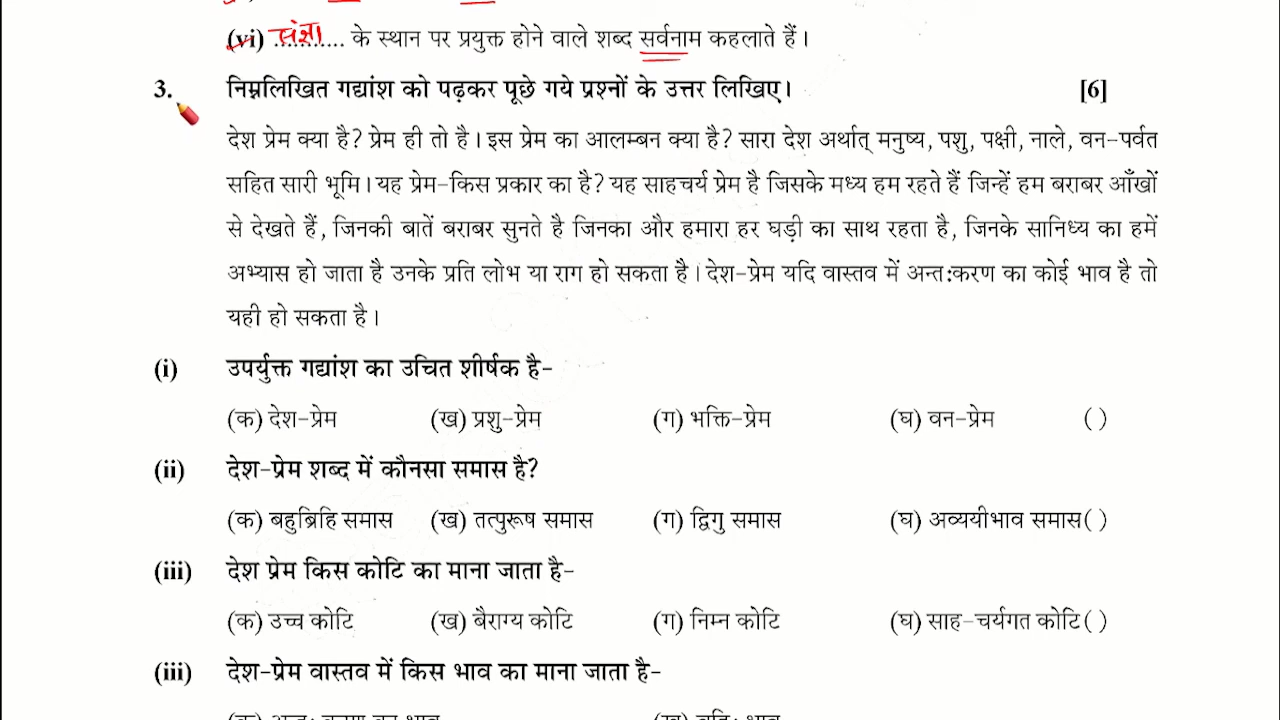 (vi) संज्ञा ............ के स्थान पर प्रयुक्त होने वाले शब्द सर्वनाम कहलाते हैं।
3. निम्नलिखित गद्यांश को पढ़कर पूछे गये प्रश्नों के उत्तर लिखिए। [6]
देश प्रेम क्या है? प्रेम ही तो है। इस प्रेम का आलम्बन क्या है? सारा देश अर्थात् मनुष्य, पशु, पक्षी, नाले, वन-पर्वत
सहित सारी भूमि। यह प्रेम-किस प्रकार का है? यह साहचर्य प्रेम है जिसके मध्य हम रहते हैं जिन्हें हम बराबर आँखों
से देखते हैं, जिनकी बातें बराबर सुनते है जिनका और हमारा हर घड़ी का साथ रहता है, जिनके सानिध्य का हमें
अभ्यास हो जाता है उनके प्रति लोभ या राग हो सकता है। देश-प्रेम यदि वास्तव में अन्त:करण का कोई भाव है तो
यही हो सकता है।
(i) उपर्युक्त गद्यांश का उचित शीर्षक है-
(क) देश-प्रेम (ख) प्रशु-प्रेम (ग) भक्ति-प्रेम (घ) वन-प्रेम ( )
(ii) देश-प्रेम शब्द में कौनसा समास है?
(क) बहुब्रिहि समास (ख) तत्पुरूष समास (ग) द्विगु समास (घ) अव्ययीभाव समास ( )
(iii) देश प्रेम किस कोटि का माना जाता है-
(क) उच्च कोटि (ख) बैराग्य कोटि (ग) निम्न कोटि (घ) साह-चर्यगत कोटि ( )
(iii) देश-प्रेम वास्तव में किस भाव का माना जाता है-